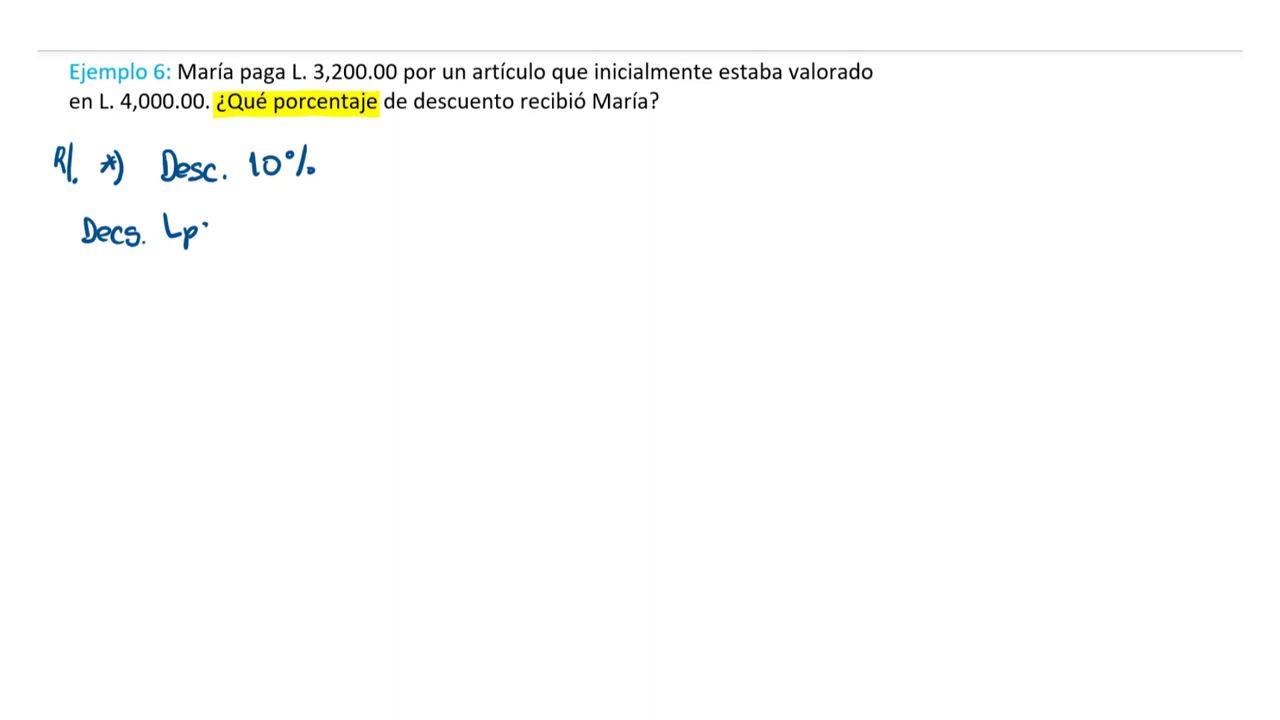 Ejemplo 6: María paga L. 3,200.00 por un artículo que inicialmente estaba valorado
en L. 4,000.00. ¿Qué porcentaje de descuento recibió María?
R/. *) Desc. 10%
Decs. Lp.